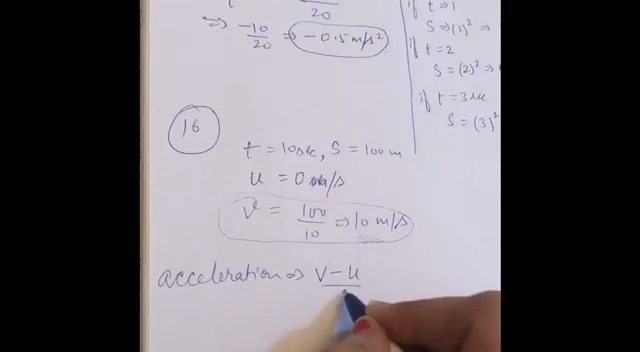 20
⇒ -10/20 ⇒ -0.5 m/s²
if t ⇒ 1
S ⇒ (1)² ⇒
if t = 2
S = (2)² ⇒
if t = 3 sec
S = (3)²
16
t = 10 sec, S = 100 m
u = 0 m/s
v = 100/10 ⇒ 10 m/s
acceleration ⇒ v - u